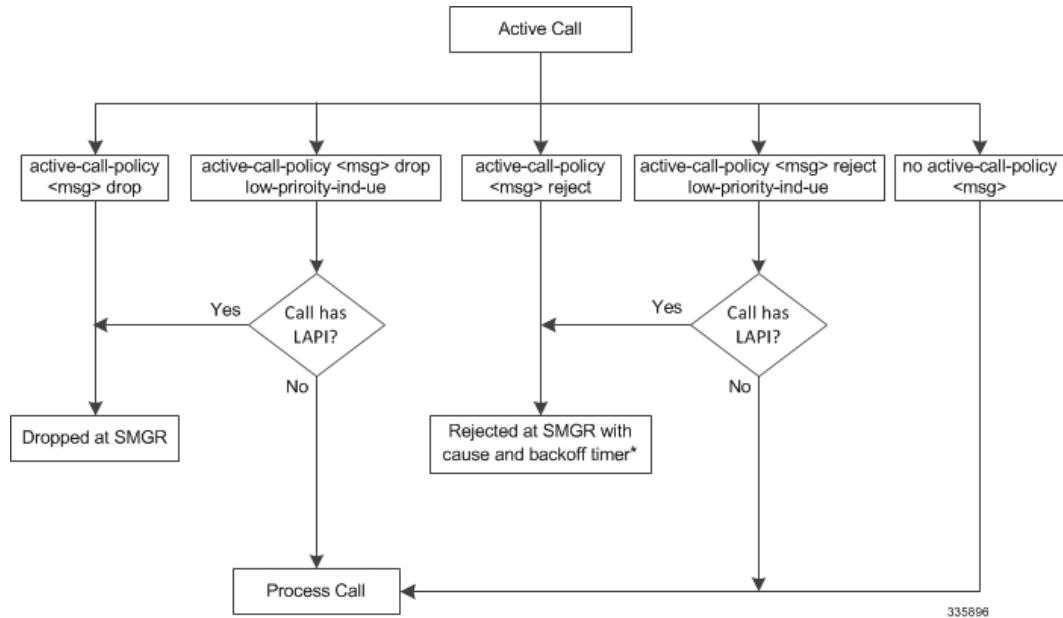 Active Call
active-call-policy
<msg> drop
active-call-policy <msg> drop
low-priroity-ind-ue
active-call-policy
<msg> reject
active-call-policy <msg> reject
low-priority-ind-ue
no active-call-policy
<msg>
Yes
Call has
LAPI?
No
Yes
Call has
LAPI?
No
Dropped at SMGR
Rejected at SMGR with
cause and backoff timer*
Process Call
335896